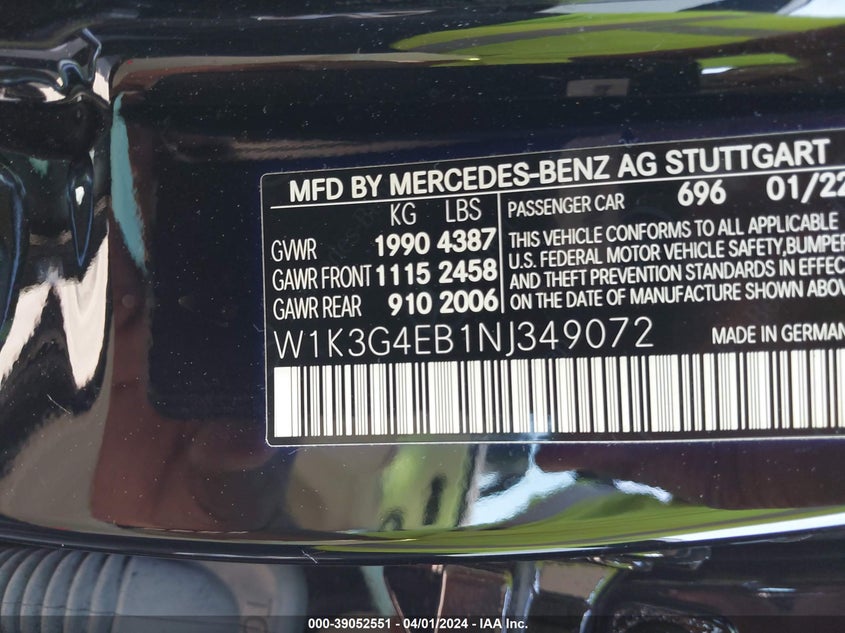 MFD BY MERCEDES-BENZ AG STUTTGART
KG LBS
GVWR 1990 4387
GAWR FRONT 1115 2458
GAWR REAR 910 2006
PASSENGER CAR 696 01/22
THIS VEHICLE CONFORMS TO ALL APPLICABLE
U.S. FEDERAL MOTOR VEHICLE SAFETY,BUMPER
AND THEFT PREVENTION STANDARDS IN EFFECT
ON THE DATE OF MANUFACTURE SHOWN ABOVE
W1K3G4EB1NJ349072 MADE IN GERMAN
000-39052551 - 04/01/2024 - IAA Inc.